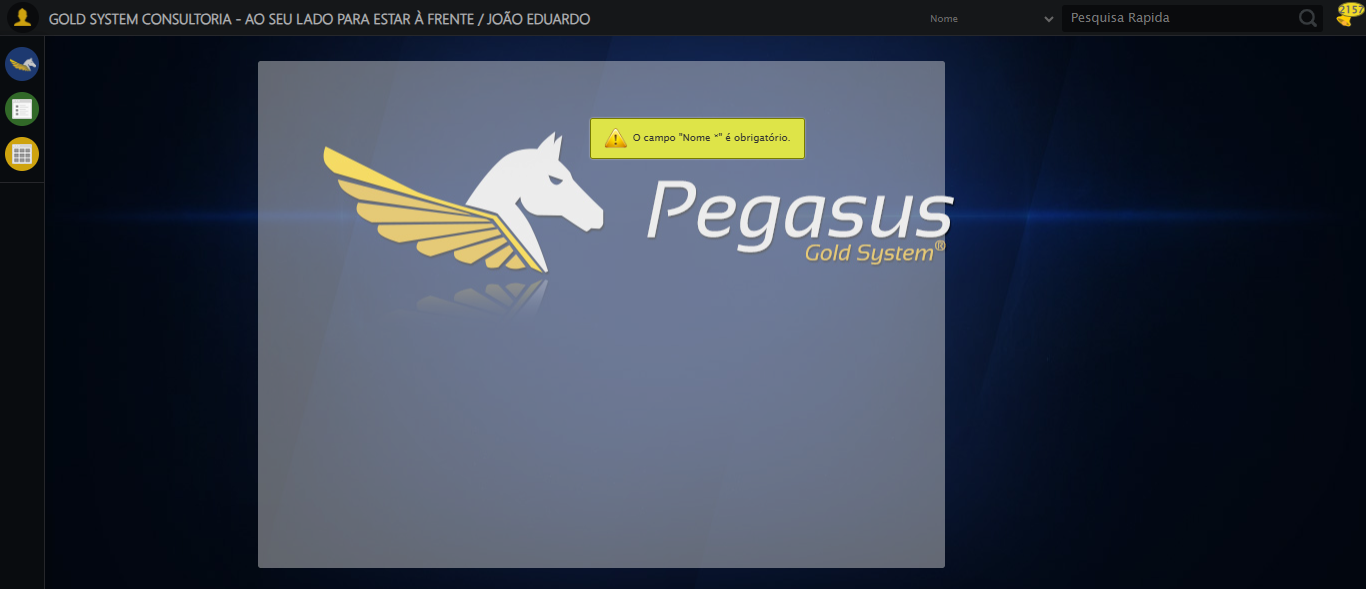 GOLD SYSTEM CONSULTORIA - AO SEU LADO PARA ESTAR À FRENTE / JOÃO EDUARDO
Nome
Pesquisa Rapida
2157
O campo "Nome *" é obrigatório.
Pegasus
Gold System®